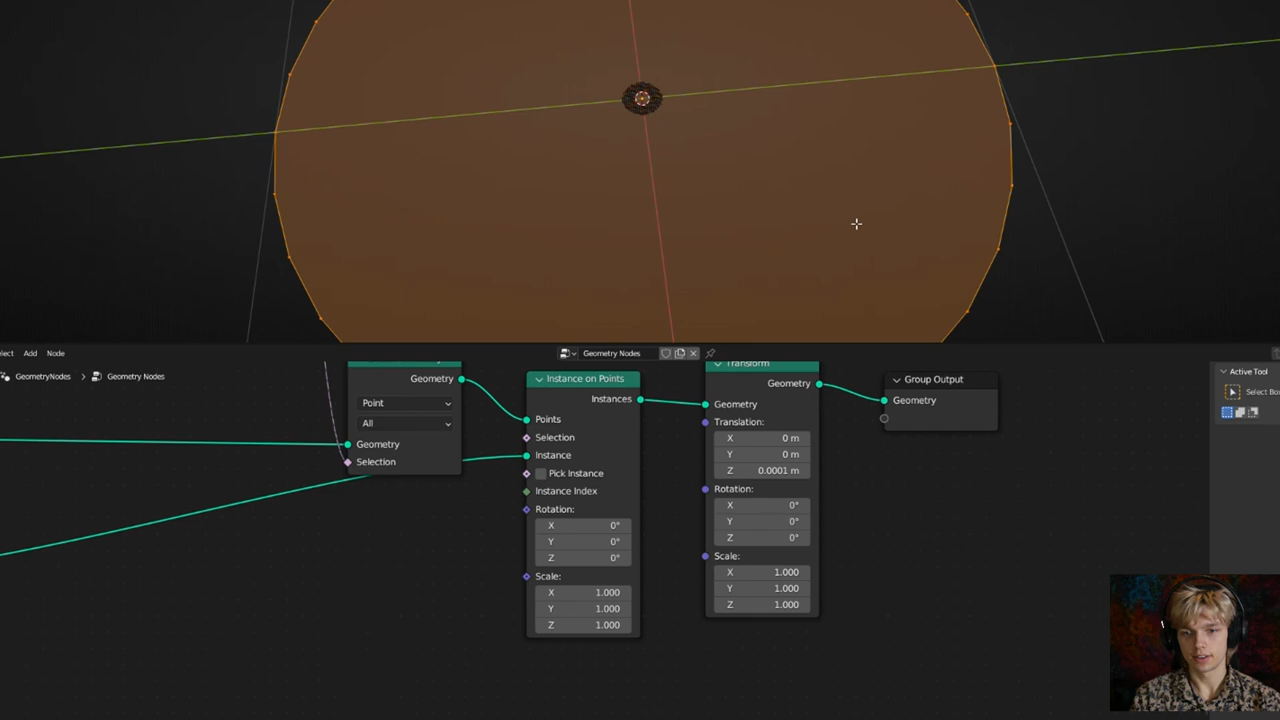 elect Add Node
Geometry Nodes
GeometryNodes > Geometry Nodes
Geometry
Point
All
Geometry
Selection
Instance on Points
Instances
Points
Selection
Instance
Pick Instance
Instance Index
Rotation:
X 0°
Y 0°
Z 0°
Scale:
X 1.000
Y 1.000
Z 1.000
Transform
Geometry
Geometry
Translation:
X 0 m
Y 0 m
Z 0.0001 m
Rotation:
X 0°
Y 0°
Z 0°
Scale:
X 1.000
Y 1.000
Z 1.000
Group Output
Geometry
Active Tool
Select Bo